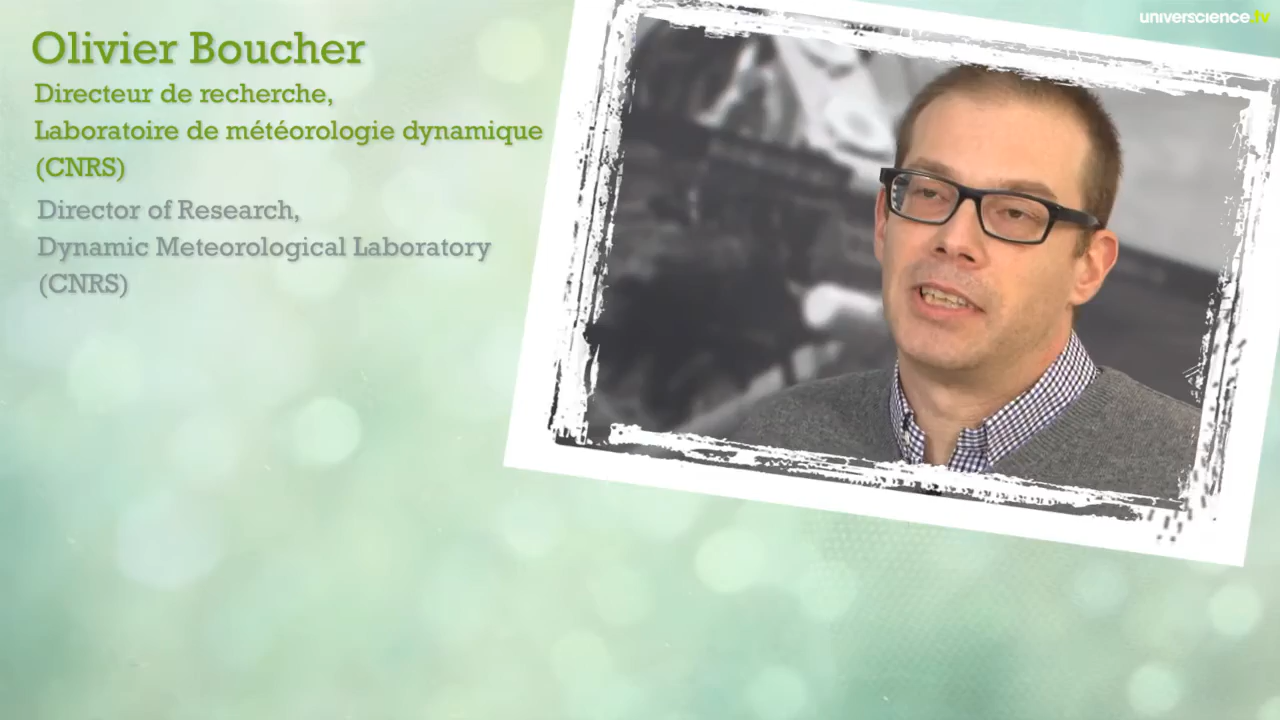 universcience.tv
Olivier Boucher
Directeur de recherche,
Laboratoire de météorologie dynamique
(CNRS)
Director of Research,
Dynamic Meteorological Laboratory
(CNRS)